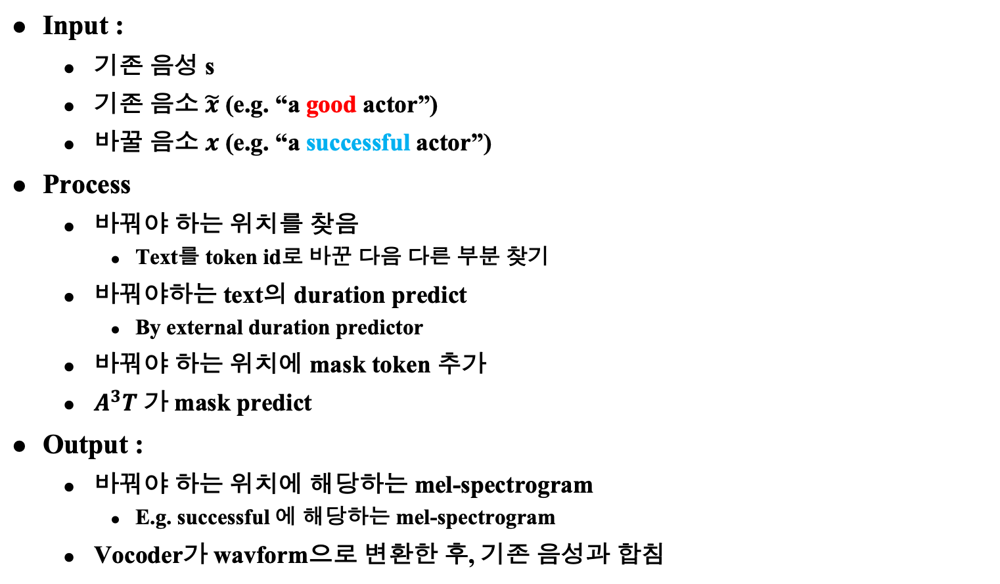 • Input :
• 기존 음성 s
• 기존 음소 x̃ (e.g. “a good actor”)
• 바꿀 음소 x (e.g. “a successful actor”)
• Process
• 바꿔야 하는 위치를 찾음
• Text를 token id로 바꾼 다음 다른 부분 찾기
• 바꿔야하는 text의 duration predict
• By external duration predictor
• 바꿔야 하는 위치에 mask token 추가
• A³T 가 mask predict
• Output :
• 바꿔야 하는 위치에 해당하는 mel-spectrogram
• E.g. successful 에 해당하는 mel-spectrogram
• Vocoder가 wavform으로 변환한 후, 기존 음성과 합침